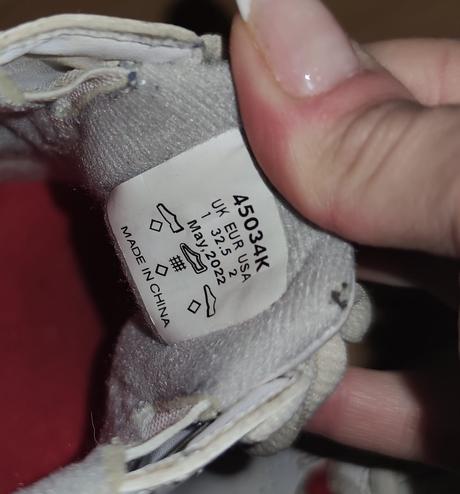 45034K
UK EUR USA
1 32.5 2
May,2022
MADE IN CHINA